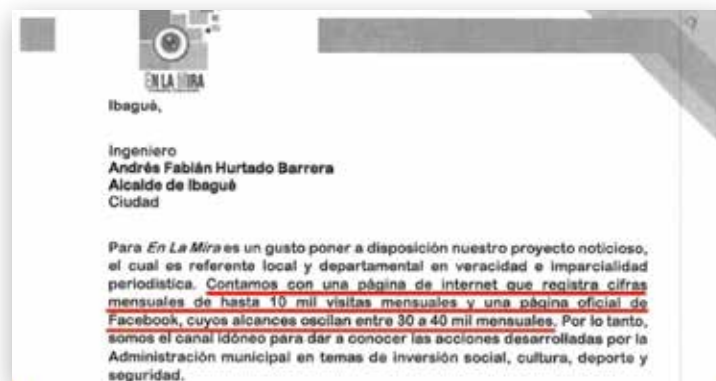 EN LA MIRA
Ibagué,
Ingeniero
Andrés Fabián Hurtado Barrera
Alcalde de Ibagué
Ciudad
Para En La Mira es un gusto poner a disposición nuestro proyecto noticioso,
el cual es referente local y departamental en veracidad e imparcialidad
periodística. Contamos con una página de internet que registra cifras
mensuales de hasta 10 mil visitas mensuales y una página oficial de
Facebook, cuyos alcances oscilan entre 30 a 40 mil mensuales. Por lo tanto,
somos el canal idóneo para dar a conocer las acciones desarrolladas por la
Administración municipal en temas de inversión social, cultura, deporte y
seguridad.